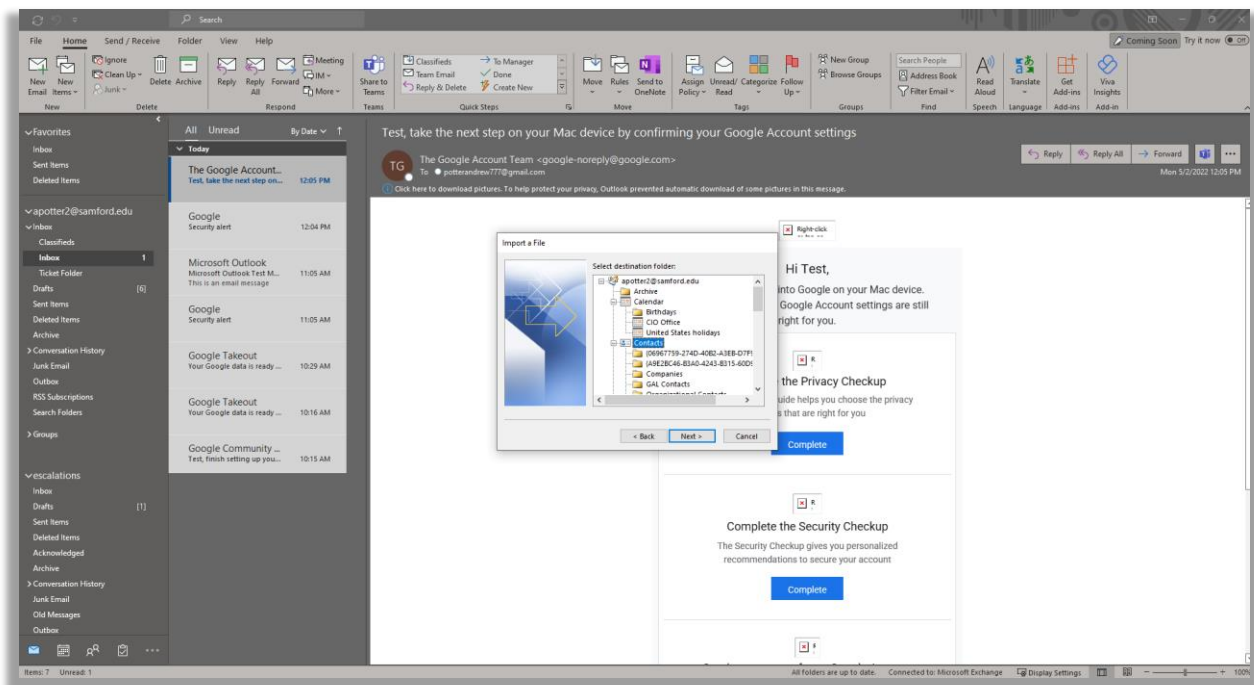 Search
Coming Soon Try it now Off
File Home Send / Receive Folder View Help
New Email
New Items
Ignore
Clean Up
Junk
Delete
Archive
Reply
Reply All
Forward
Meeting
IM
More
Share to Teams
Classifieds
Team Email
Reply & Delete
To Manager
Done
Create New
Move
Rules
Send to OneNote
Assign Policy
Unread/ Read
Categorize
Follow Up
New Group
Browse Groups
Search People
Address Book
Filter Email
Read Aloud
Translate
Get Add-ins
Viva Insights
New
Delete
Respond
Teams
Quick Steps
Move
Tags
Groups
Find
Speech
Language
Add-ins
Add-in
Favorites
Inbox
Sent Items
Deleted Items
apotter2@samford.edu
Inbox
Classifieds
Inbox 1
Ticket Folder
Drafts [6]
Sent Items
Deleted Items
Archive
Conversation History
Junk Email
Outbox
RSS Subscriptions
Search Folders
Groups
escalations
Inbox
Drafts [1]
Sent Items
Deleted Items
Acknowledged
Archive
Conversation History
Junk Email
Old Messages
Outbox
All Unread By Date
Today
The Google Account...
Test, take the next step on... 12:05 PM
Google
Security alert 12:04 PM
Microsoft Outlook
Microsoft Outlook Test M... 11:05 AM
This is an email message
Google
Security alert 11:05 AM
Google Takeout
Your Google data is ready ... 10:29 AM
Google Takeout
Your Google data is ready ... 10:16 AM
Google Community ...
Test, finish setting up you... 10:15 AM
Test, take the next step on your Mac device by confirming your Google Account settings
TG
The Google Account Team <google-noreply@google.com>
To potterandrew777@gmail.com
Reply Reply All Forward
Mon 5/2/2022 12:05 PM
Click here to download pictures. To help protect your privacy, Outlook prevented automatic download of some pictures in this message.
Right-click
Hi Test,
into Google on your Mac device.
Google Account settings are still
right for you.
the Privacy Checkup
uide helps you choose the privacy
s that are right for you
Complete
Complete the Security Checkup
The Security Checkup gives you personalized
recommendations to secure your account
Complete
Import a File
Select destination folder:
apotter2@samford.edu
Archive
Calendar
Birthdays
CIO Office
United States holidays
Contacts
{06967759-274D-40B2-A3EB-D7F
{A9E2BC46-B3A0-4243-B315-60D
Companies
GAL Contacts
Organizational Contacts
< Back Next > Cancel
Items: 7 Unread: 1
All folders are up to date. Connected to: Microsoft Exchange Display Settings 100%